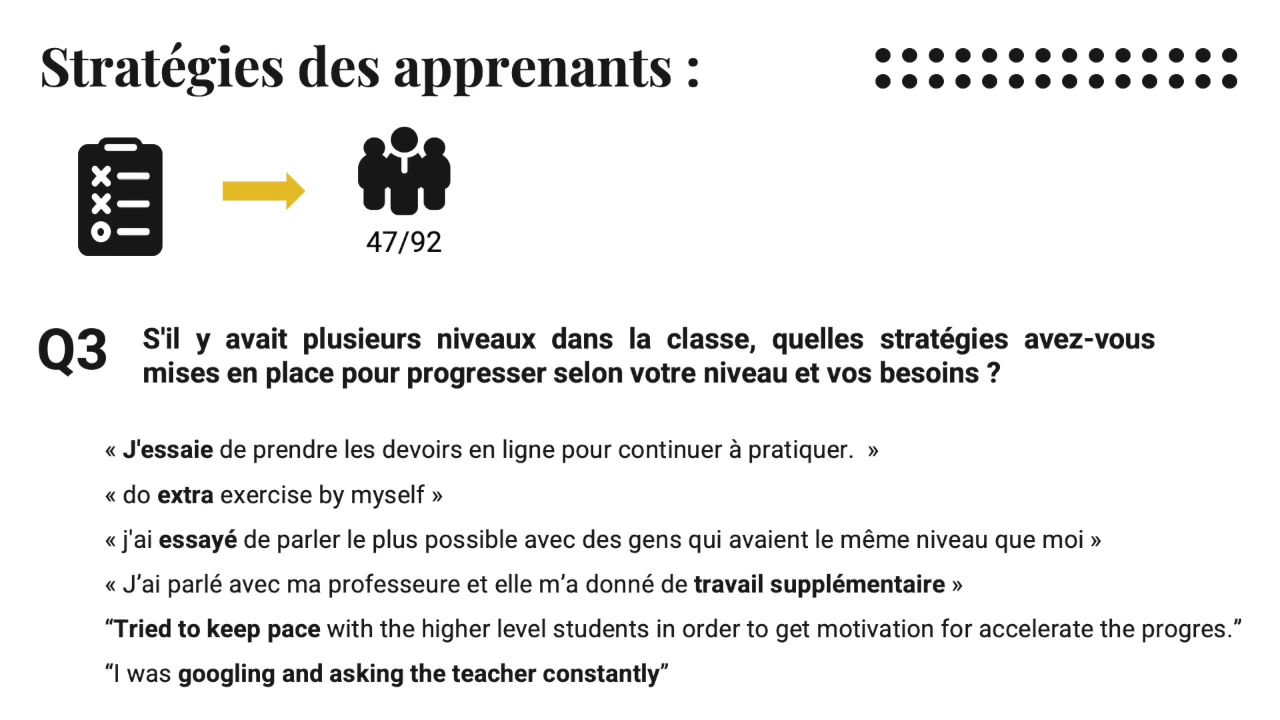 Stratégies des apprenants :
47/92
Q3
S'il y avait plusieurs niveaux dans la classe, quelles stratégies avez-vous
mises en place pour progresser selon votre niveau et vos besoins ?
« J'essaie de prendre les devoirs en ligne pour continuer à pratiquer.  »
« do extra exercise by myself »
« j'ai essayé de parler le plus possible avec des gens qui avaient le même niveau que moi »
« J’ai parlé avec ma professeure et elle m’a donné de travail supplémentaire »
“Tried to keep pace with the higher level students in order to get motivation for accelerate the progres.”
“I was googling and asking the teacher constantly”